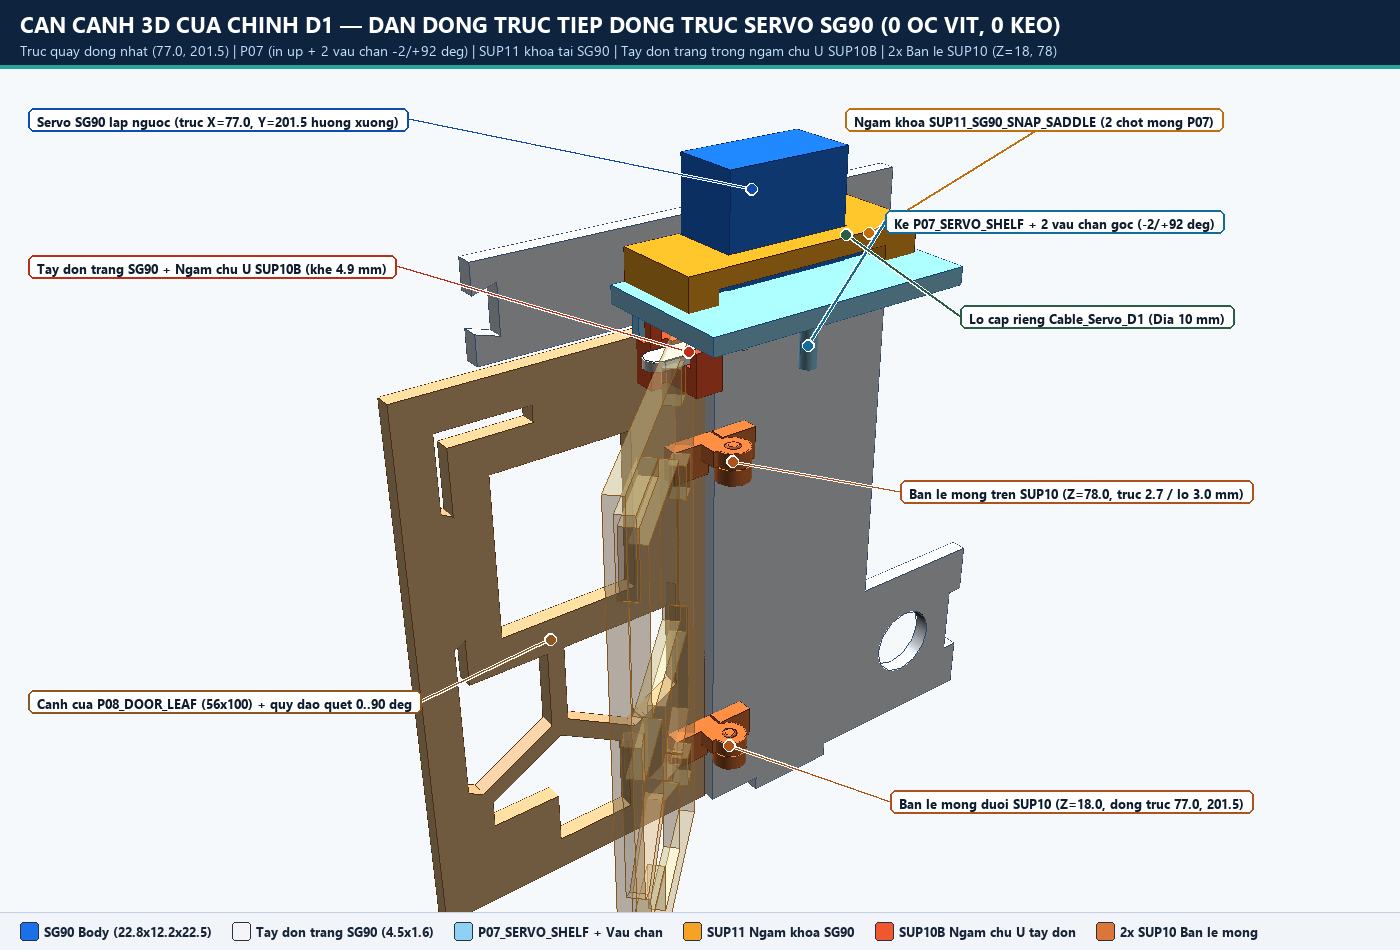 CAN CANH 3D CUA CHINH D1 — DAN DONG TRUC TIEP DONG TRUC SERVO SG90 (0 OC VIT, 0 KEO)
Truc quay dong nhat (77.0, 201.5) | P07 (in up + 2 vau chan -2/+92 deg) | SUP11 khoa tai SG90 | Tay don trang trong ngam chu U SUP10B | 2x Ban le SUP10 (Z=18, 78)
Servo SG90 lap nguoc (truc X=77.0, Y=201.5 huong xuong)
Ngam khoa SUP11_SG90_SNAP_SADDLE (2 chot mong P07)
Ke P07_SERVO_SHELF + 2 vau chan goc (-2/+92 deg)
Tay don trang SG90 + Ngam chu U SUP10B (khe 4.9 mm)
Lo cap rieng Cable_Servo_D1 (Dia 10 mm)
Ban le mong tren SUP10 (Z=78.0, truc 2.7 / lo 3.0 mm)
Canh cua P08_DOOR_LEAF (56x100) + quy dao quet 0..90 deg
Ban le mong duoi SUP10 (Z=18.0, dong truc 77.0, 201.5)
SG90 Body (22.8x12.2x22.5)
Tay don trang SG90 (4.5x1.6)
P07_SERVO_SHELF + Vau chan
SUP11 Ngam khoa SG90
SUP10B Ngam chu U tay don
2x SUP10 Ban le mong